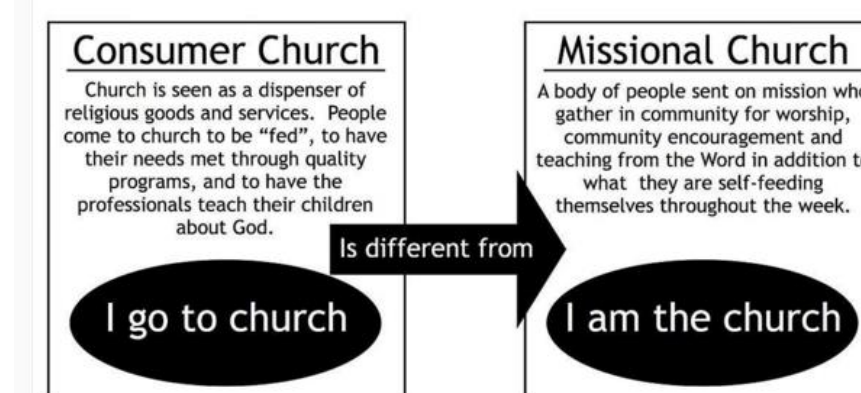 Consumer Church
Church is seen as a dispenser of
religious goods and services. People
come to church to be “fed”, to have
their needs met through quality
programs, and to have the
professionals teach their children
about God.
I go to church
Is different from
Missional Church
A body of people sent on mission who
gather in community for worship,
community encouragement and
teaching from the Word in addition to
what they are self-feeding
themselves throughout the week.
I am the church